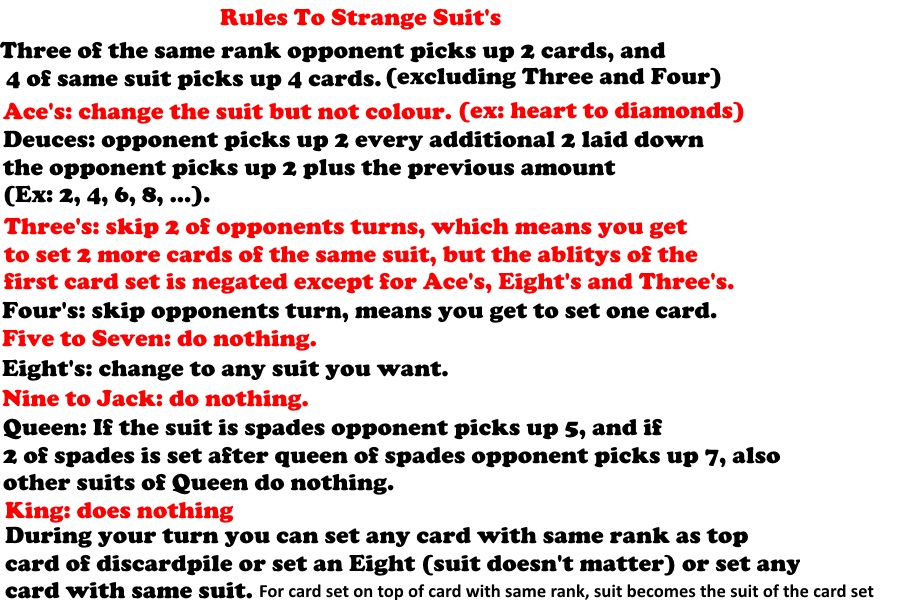 Rules To Strange Suit's
Three of the same rank opponent picks up 2 cards, and
4 of same suit picks up 4 cards. (excluding Three and Four)
Ace's: change the suit but not colour. (ex: heart to diamonds)
Deuces: opponent picks up 2 every additional 2 laid down
the opponent picks up 2 plus the previous amount
(Ex: 2, 4, 6, 8, ...).
Three's: skip 2 of opponents turns, which means you get
to set 2 more cards of the same suit, but the ablitys of the
first card set is negated except for Ace's, Eight's and Three's.
Four's: skip opponents turn, means you get to set one card.
Five to Seven: do nothing.
Eight's: change to any suit you want.
Nine to Jack: do nothing.
Queen: If the suit is spades opponent picks up 5, and if
2 of spades is set after queen of spades opponent picks up 7, also
other suits of Queen do nothing.
King: does nothing
During your turn you can set any card with same rank as top
card of discardpile or set an Eight (suit doesn't matter) or set any
card with same suit. For card set on top of card with same rank, suit becomes the suit of the card set